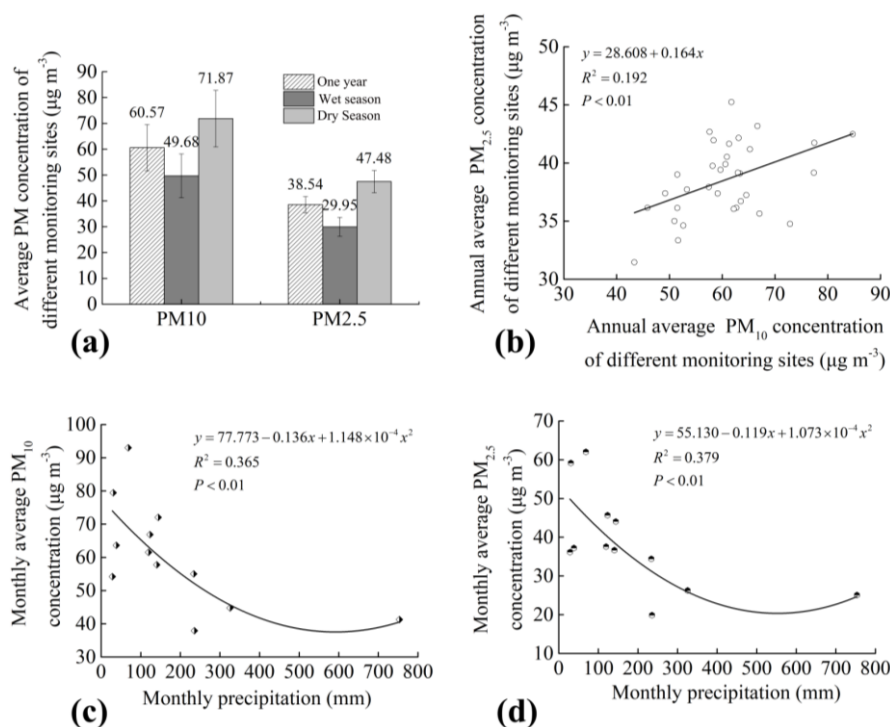 Average PM concentration of
different monitoring sites (μg m⁻³)
90
80
70
60
50
40
30
20
10
0
60.57
49.68
71.87
38.54
29.95
47.48
One year
Wet season
Dry Season
PM10
PM2.5
(a)
Annual average PM₂.₅ concentration
of different monitoring sites (μg m⁻³)
45
40
35
30
y = 28.608 + 0.164x
R² = 0.192
P < 0.01
30 40 50 60 70 80 90
Annual average PM₁₀ concentration
of different monitoring sites (μg m⁻³)
(b)
Monthly average PM₁₀
concentration (μg m⁻³)
100
90
80
70
60
50
40
30
y = 77.773 − 0.136x + 1.148×10⁻⁴ x²
R² = 0.365
P < 0.01
0 100 200 300 400 500 600 700 800
Monthly precipitation (mm)
(c)
Monthly average PM₂.₅
concentration (μg m⁻³)
70
60
50
40
30
20
10
y = 55.130 − 0.119x + 1.073×10⁻⁴ x²
R² = 0.379
P < 0.01
0 100 200 300 400 500 600 700 800
Monthly precipitation (mm)
(d)